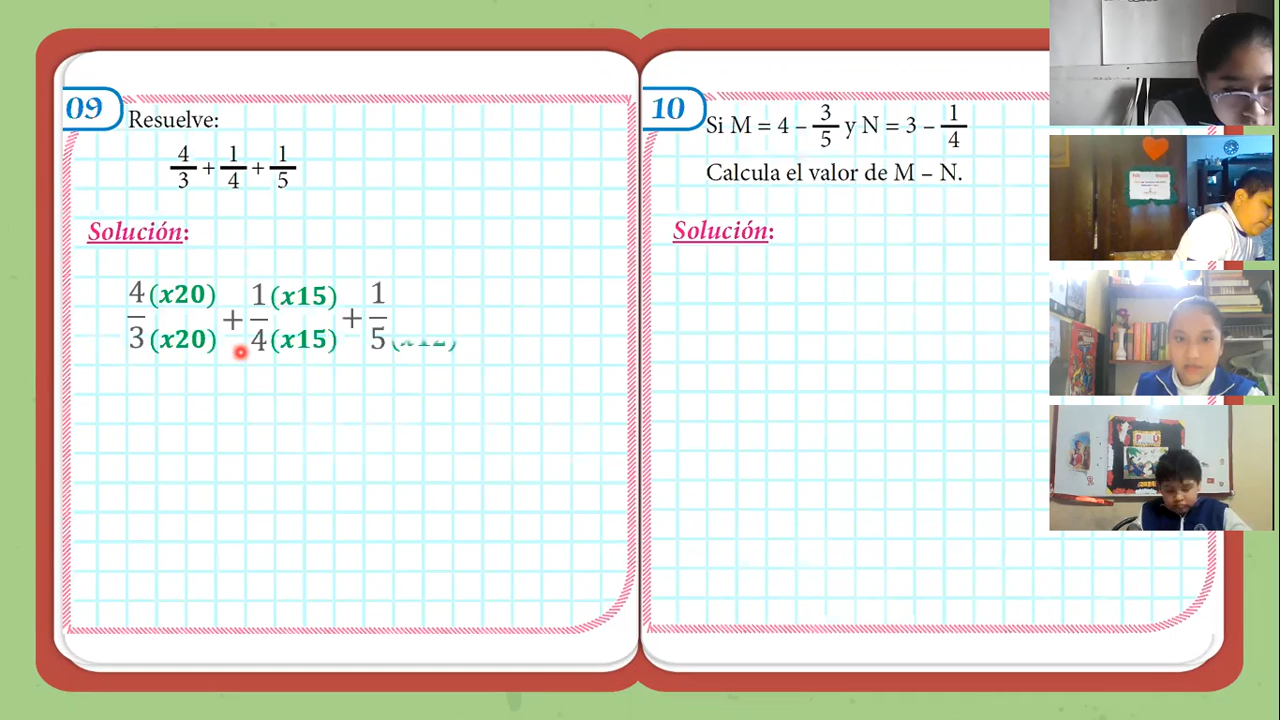 09
Resuelve:
4/3 + 1/4 + 1/5
Solución:
4(x20)/3(x20) + 1(x15)/4(x15) + 1/5(x12)
10
Si M = 4 – 3/5 y N = 3 – 1/4
Calcula el valor de M – N.
Solución: